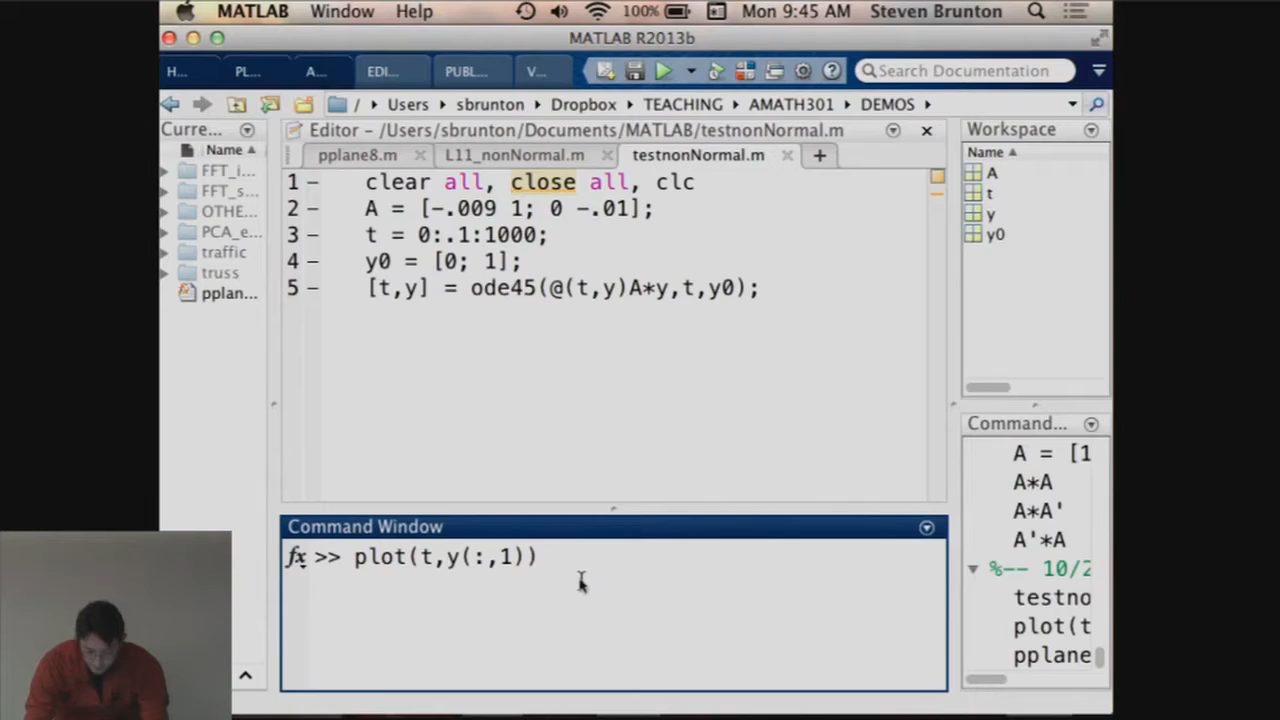 MATLAB Window Help 100% Mon 9:45 AM Steven Brunton
MATLAB R2013b
H... PL... A... EDI... PUBL... V... Search Documentation
/ ▸ Users ▸ sbrunton ▸ Dropbox ▸ TEACHING ▸ AMATH301 ▸ DEMOS ▸
Curre...
Name
FFT_i...
FFT_s...
OTHE...
PCA_e...
traffic
truss
pplan...
Editor - /Users/sbrunton/Documents/MATLAB/testnonNormal.m
pplane8.m L11_nonNormal.m testnonNormal.m
1 – clear all, close all, clc
2 – A = [-.009 1; 0 -.01];
3 – t = 0:.1:1000;
4 – y0 = [0; 1];
5 – [t,y] = ode45(@(t,y)A*y,t,y0);
Command Window
fx >> plot(t,y(:,1))
Workspace
Name
A
t
y
y0
Command...
A = [1
A*A
A*A'
A'*A
%-- 10/2
testno
plot(t
pplane